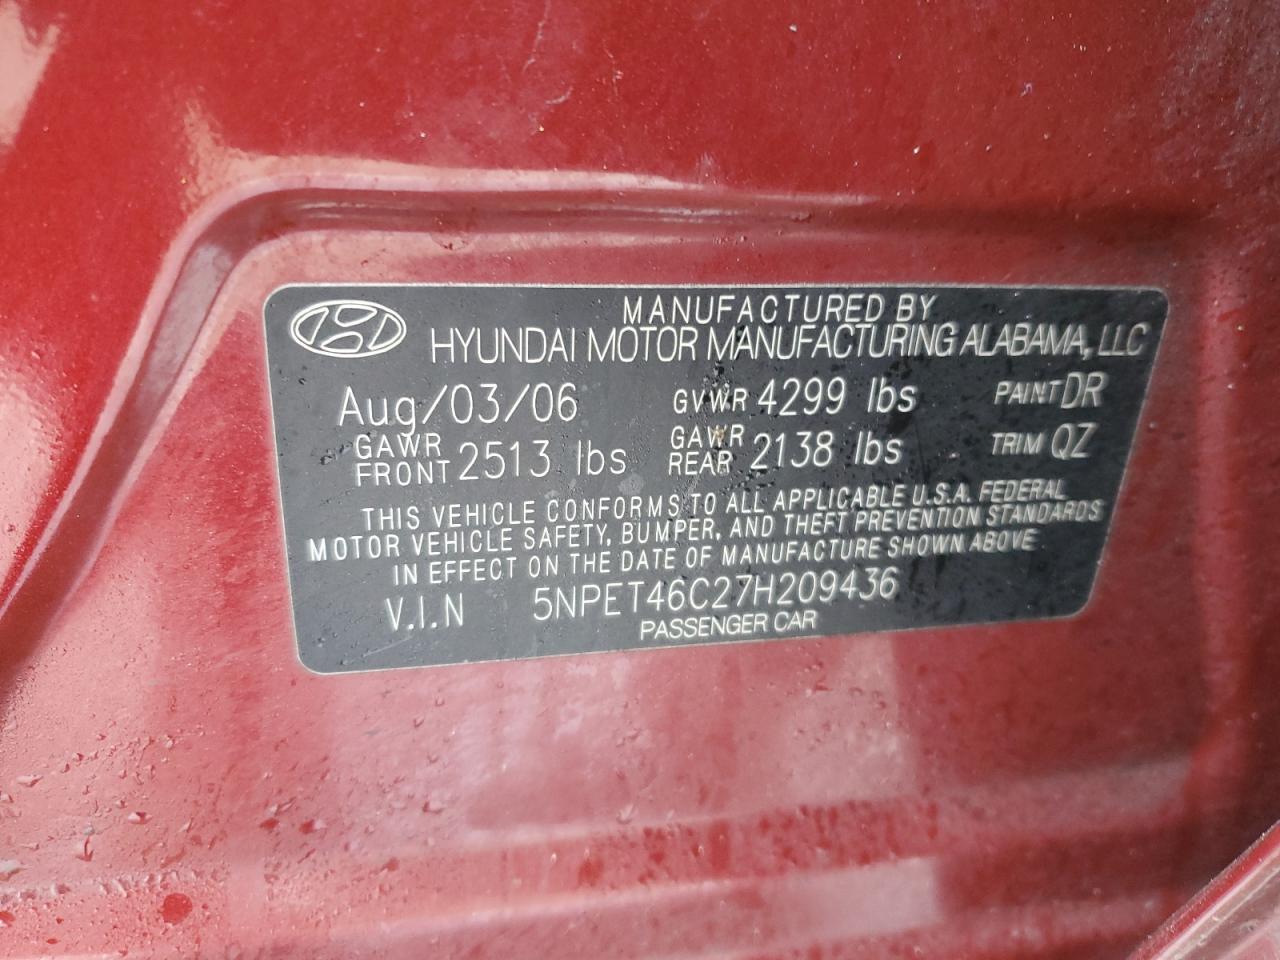 MANUFACTURED BY
HYUNDAI MOTOR MANUFACTURING ALABAMA, LLC
Aug/03/06 GVWR 4299 lbs PAINT DR
GAWR FRONT 2513 lbs GAWR REAR 2138 lbs TRIM QZ
THIS VEHICLE CONFORMS TO ALL APPLICABLE U.S.A. FEDERAL
MOTOR VEHICLE SAFETY, BUMPER, AND THEFT PREVENTION STANDARDS
IN EFFECT ON THE DATE OF MANUFACTURE SHOWN ABOVE
V.I.N 5NPET46C27H209436
PASSENGER CAR